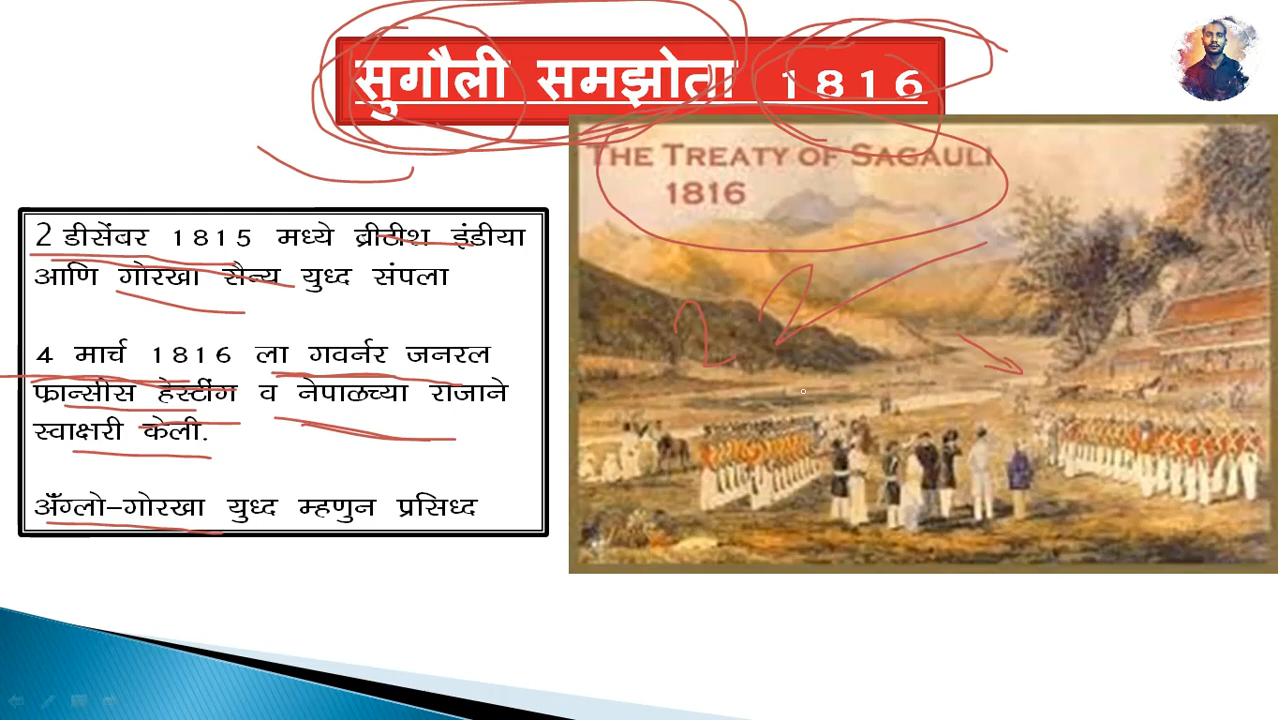 सुगौली समझोता 1816
THE TREATY OF SAGAULI
1816
2 डीसेंबर 1815 मध्ये ब्रीठीश इंडीया
आणि गोरखा सैन्य युध्द संपला
4 मार्च 1816 ला गवर्नर जनरल
फ्रान्सीस हेस्टींग व नेपाळच्या राजाने
स्वाक्षरी केली.
अँग्लो-गोरखा युध्द म्हणुन प्रसिध्द